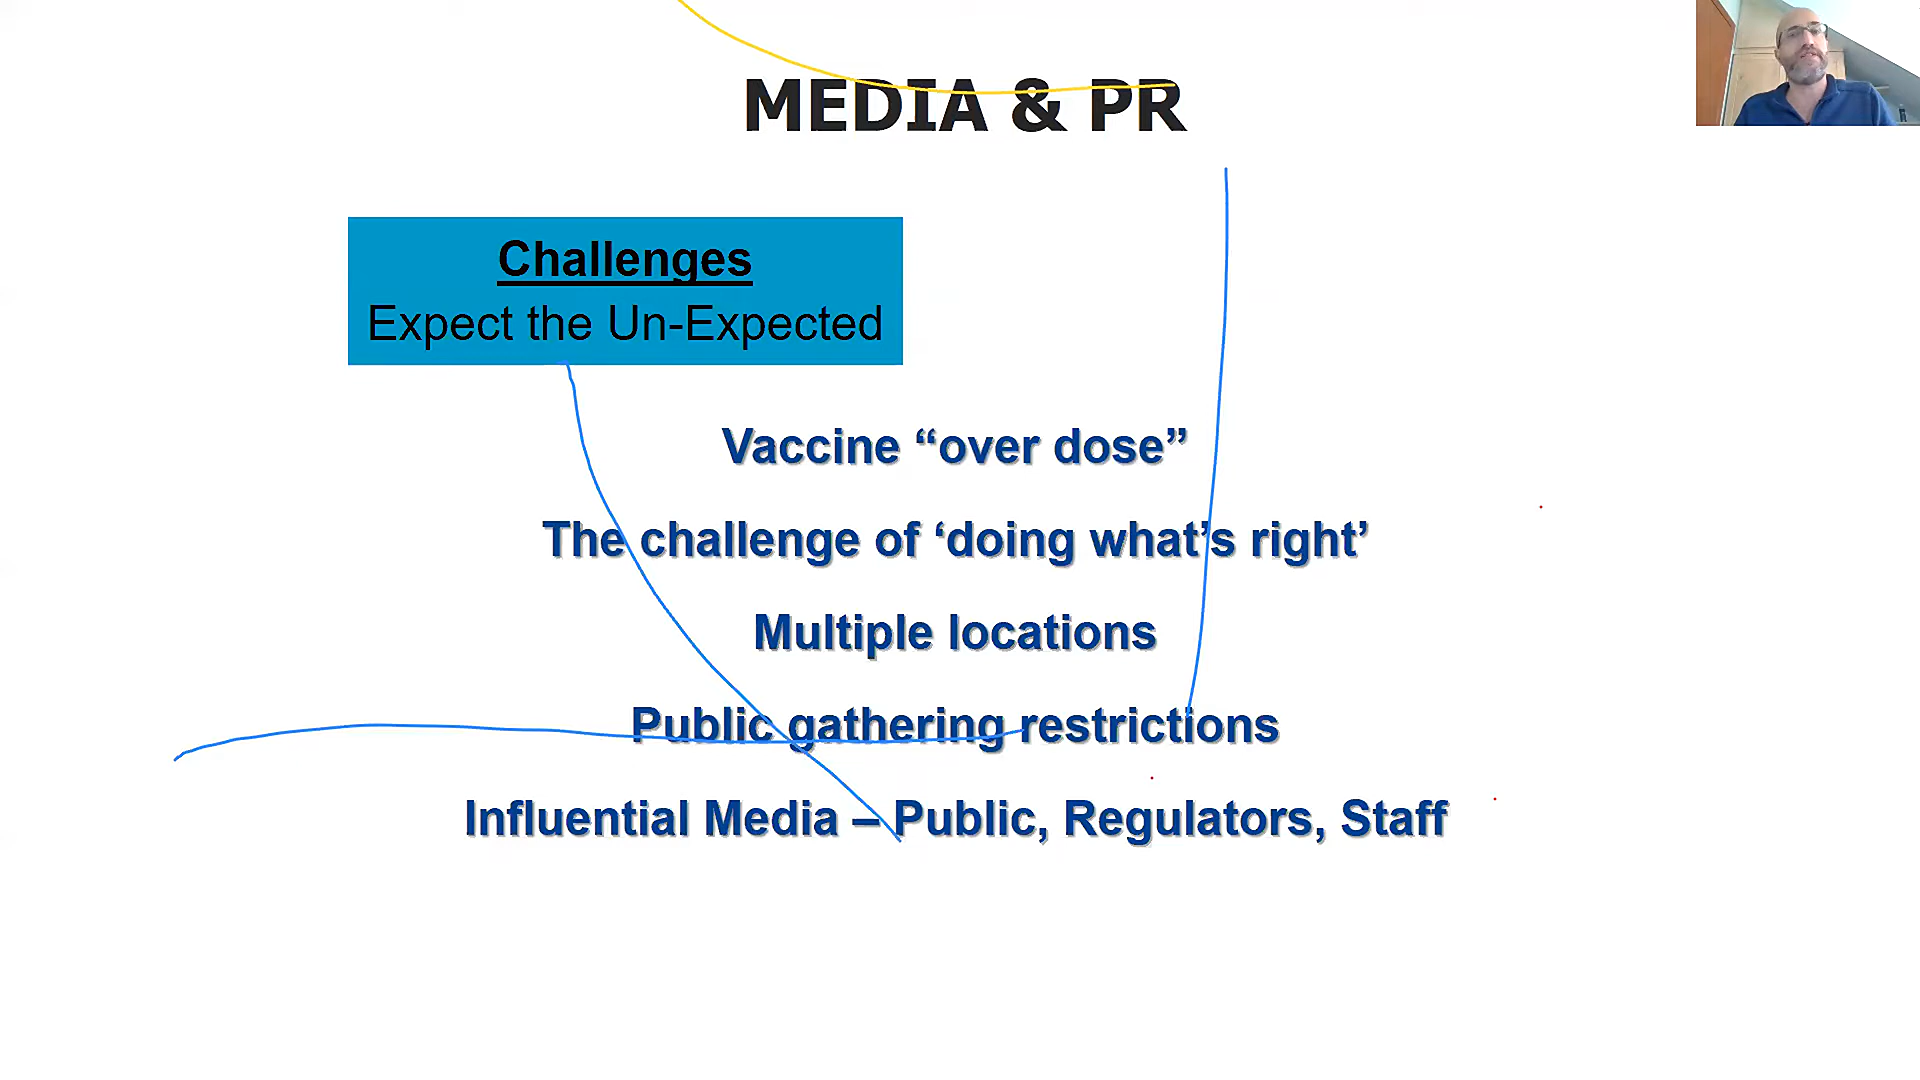 MEDIA & PR
Challenges
Expect the Un-Expected
Vaccine “over dose”
The challenge of ‘doing what’s right’
Multiple locations
Public gathering restrictions
Influential Media – Public, Regulators, Staff